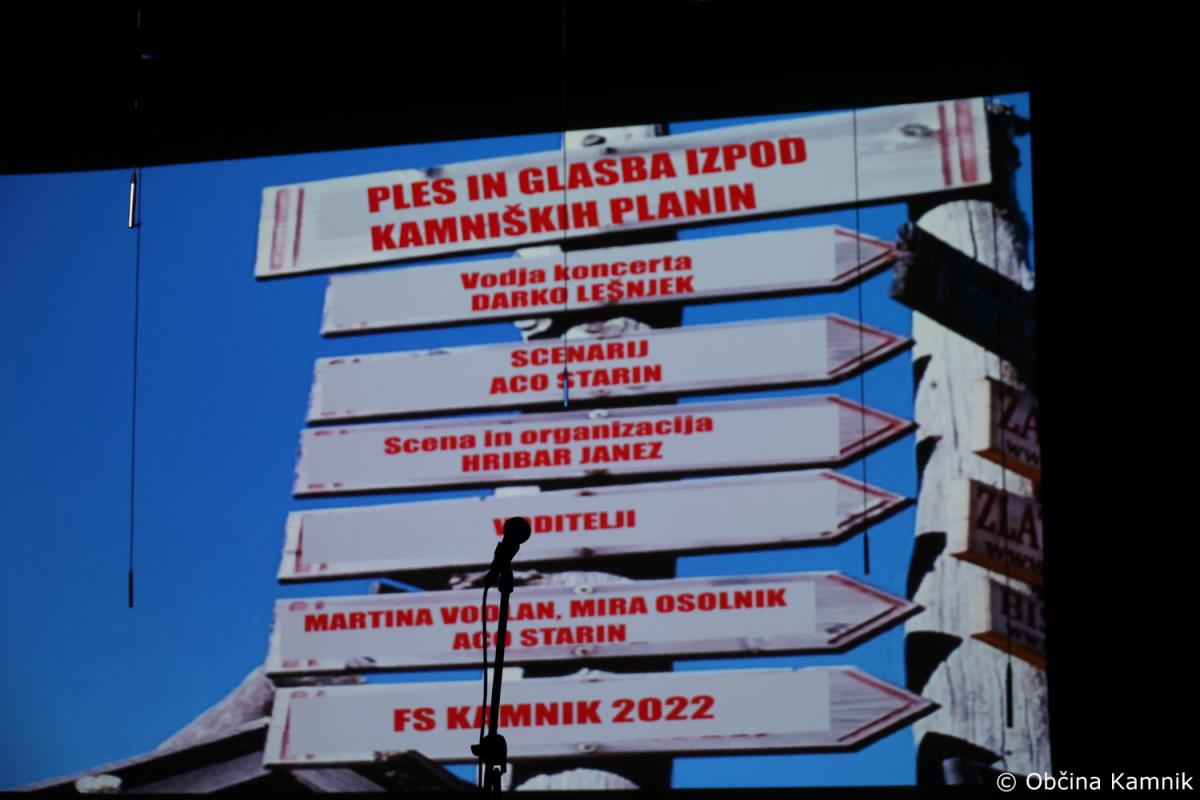 PLES IN GLASBA IZPOD
KAMNIŠKIH PLANIN
Vodja koncerta
DARKO LEŠNJEK
SCENARIJ
ACO STARIN
Scena in organizacija
HRIBAR JANEZ
VODITELJI
MARTINA VODLAN, MIRA OSOLNIK
ACO STARIN
FS KAMNIK 2022
© Občina Kamnik